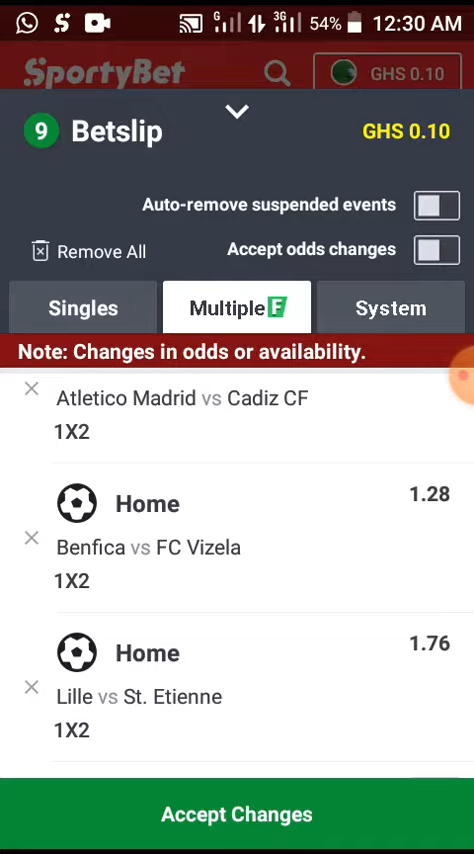 G 3G 54% 12:30 AM
SportyBet GHS 0.10
9 Betslip GHS 0.10
Auto-remove suspended events
Remove All Accept odds changes
Singles Multiple F System
Note: Changes in odds or availability.
Atletico Madrid vs Cadiz CF
1X2
Home 1.28
Benfica vs FC Vizela
1X2
Home 1.76
Lille vs St. Etienne
1X2
Accept Changes